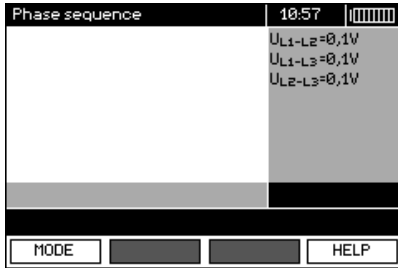 Phase sequence 10:57
UL1-L2=0,1V
UL1-L3=0,1V
UL2-L3=0,1V
MODE HELP